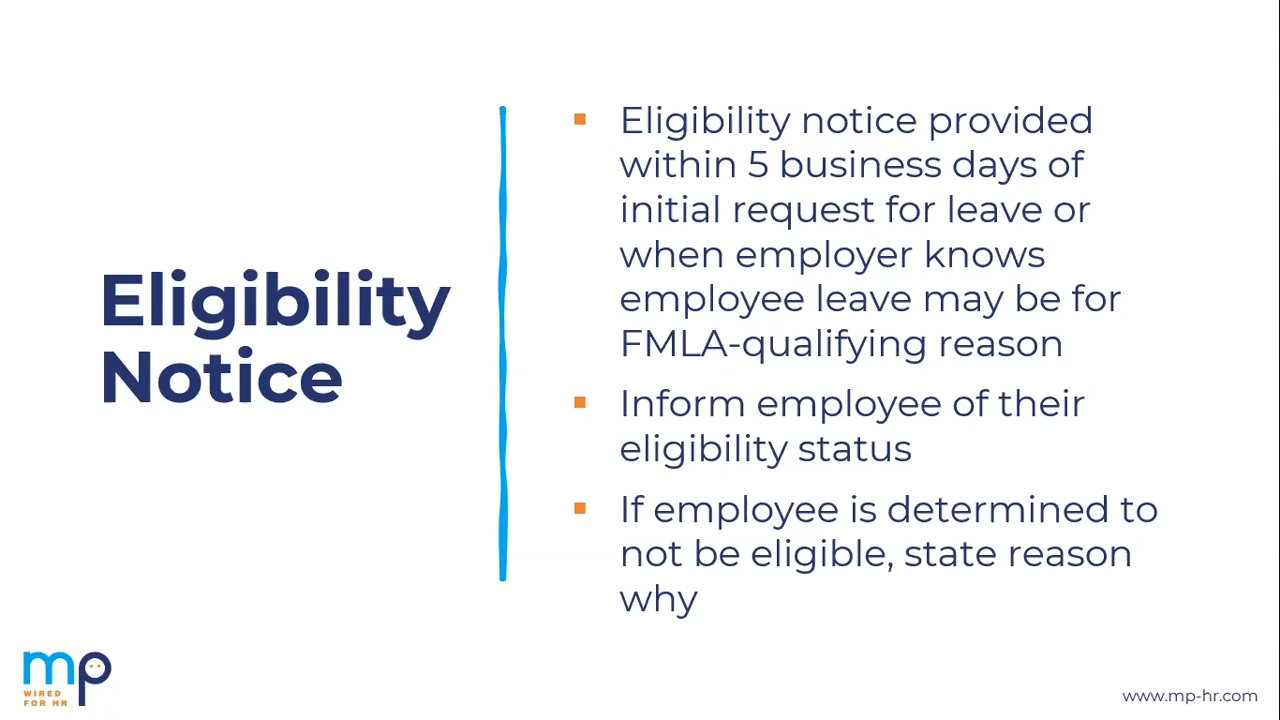 Eligibility
Notice
▪ Eligibility notice provided
within 5 business days of
initial request for leave or
when employer knows
employee leave may be for
FMLA-qualifying reason
▪ Inform employee of their
eligibility status
▪ If employee is determined to
not be eligible, state reason
why
mp
WIRED
FOR HR
www.mp-hr.com